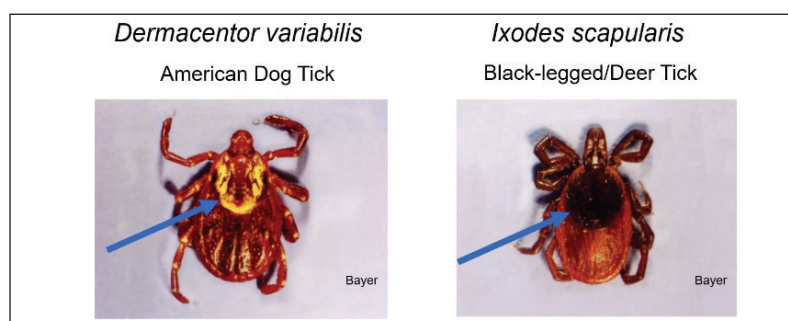 Dermacentor variabilis
American Dog Tick
Bayer
Ixodes scapularis
Black-legged/Deer Tick
Bayer